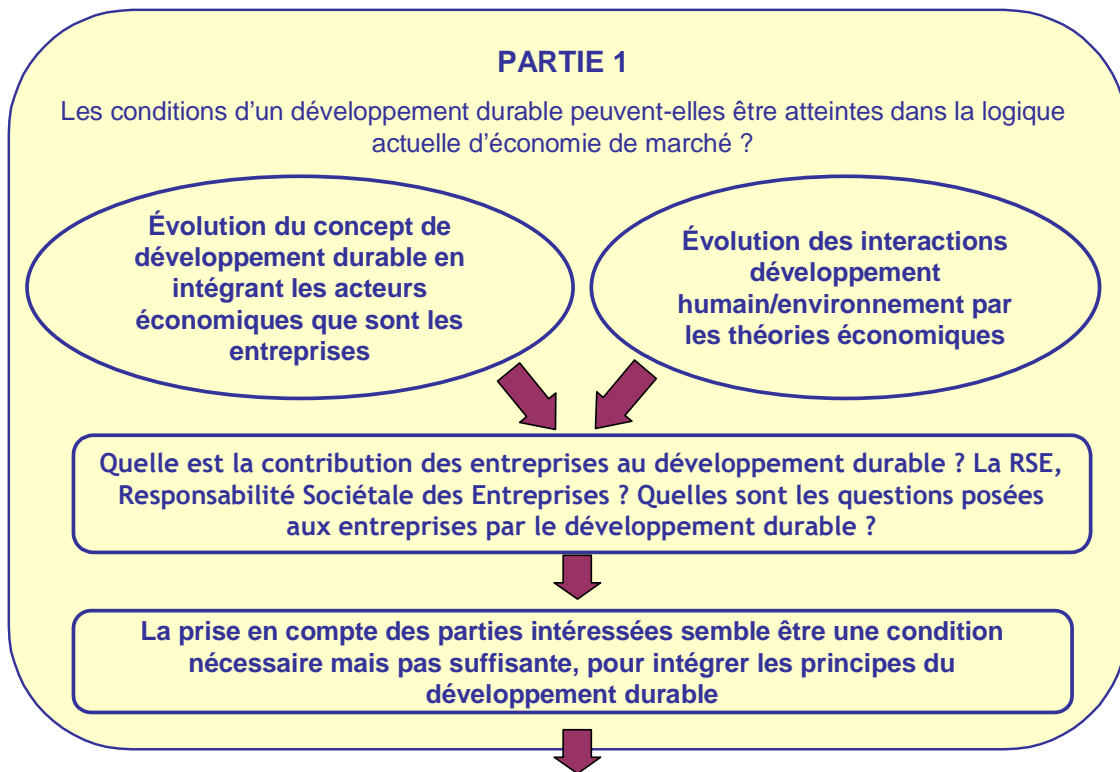 PARTIE 1
Les conditions d'un développement durable peuvent-elles être atteintes dans la logique
actuelle d'économie de marché ?
Évolution du concept de
développement durable en
intégrant les acteurs
économiques que sont les
entreprises
Évolution des interactions
développement
humain/environnement par
les théories économiques
Quelle est la contribution des entreprises au développement durable ? La RSE,
Responsabilité Sociétale des Entreprises ? Quelles sont les questions posées
aux entreprises par le développement durable ?
La prise en compte des parties intéressées semble être une condition
nécessaire mais pas suffisante, pour intégrer les principes du
développement durable